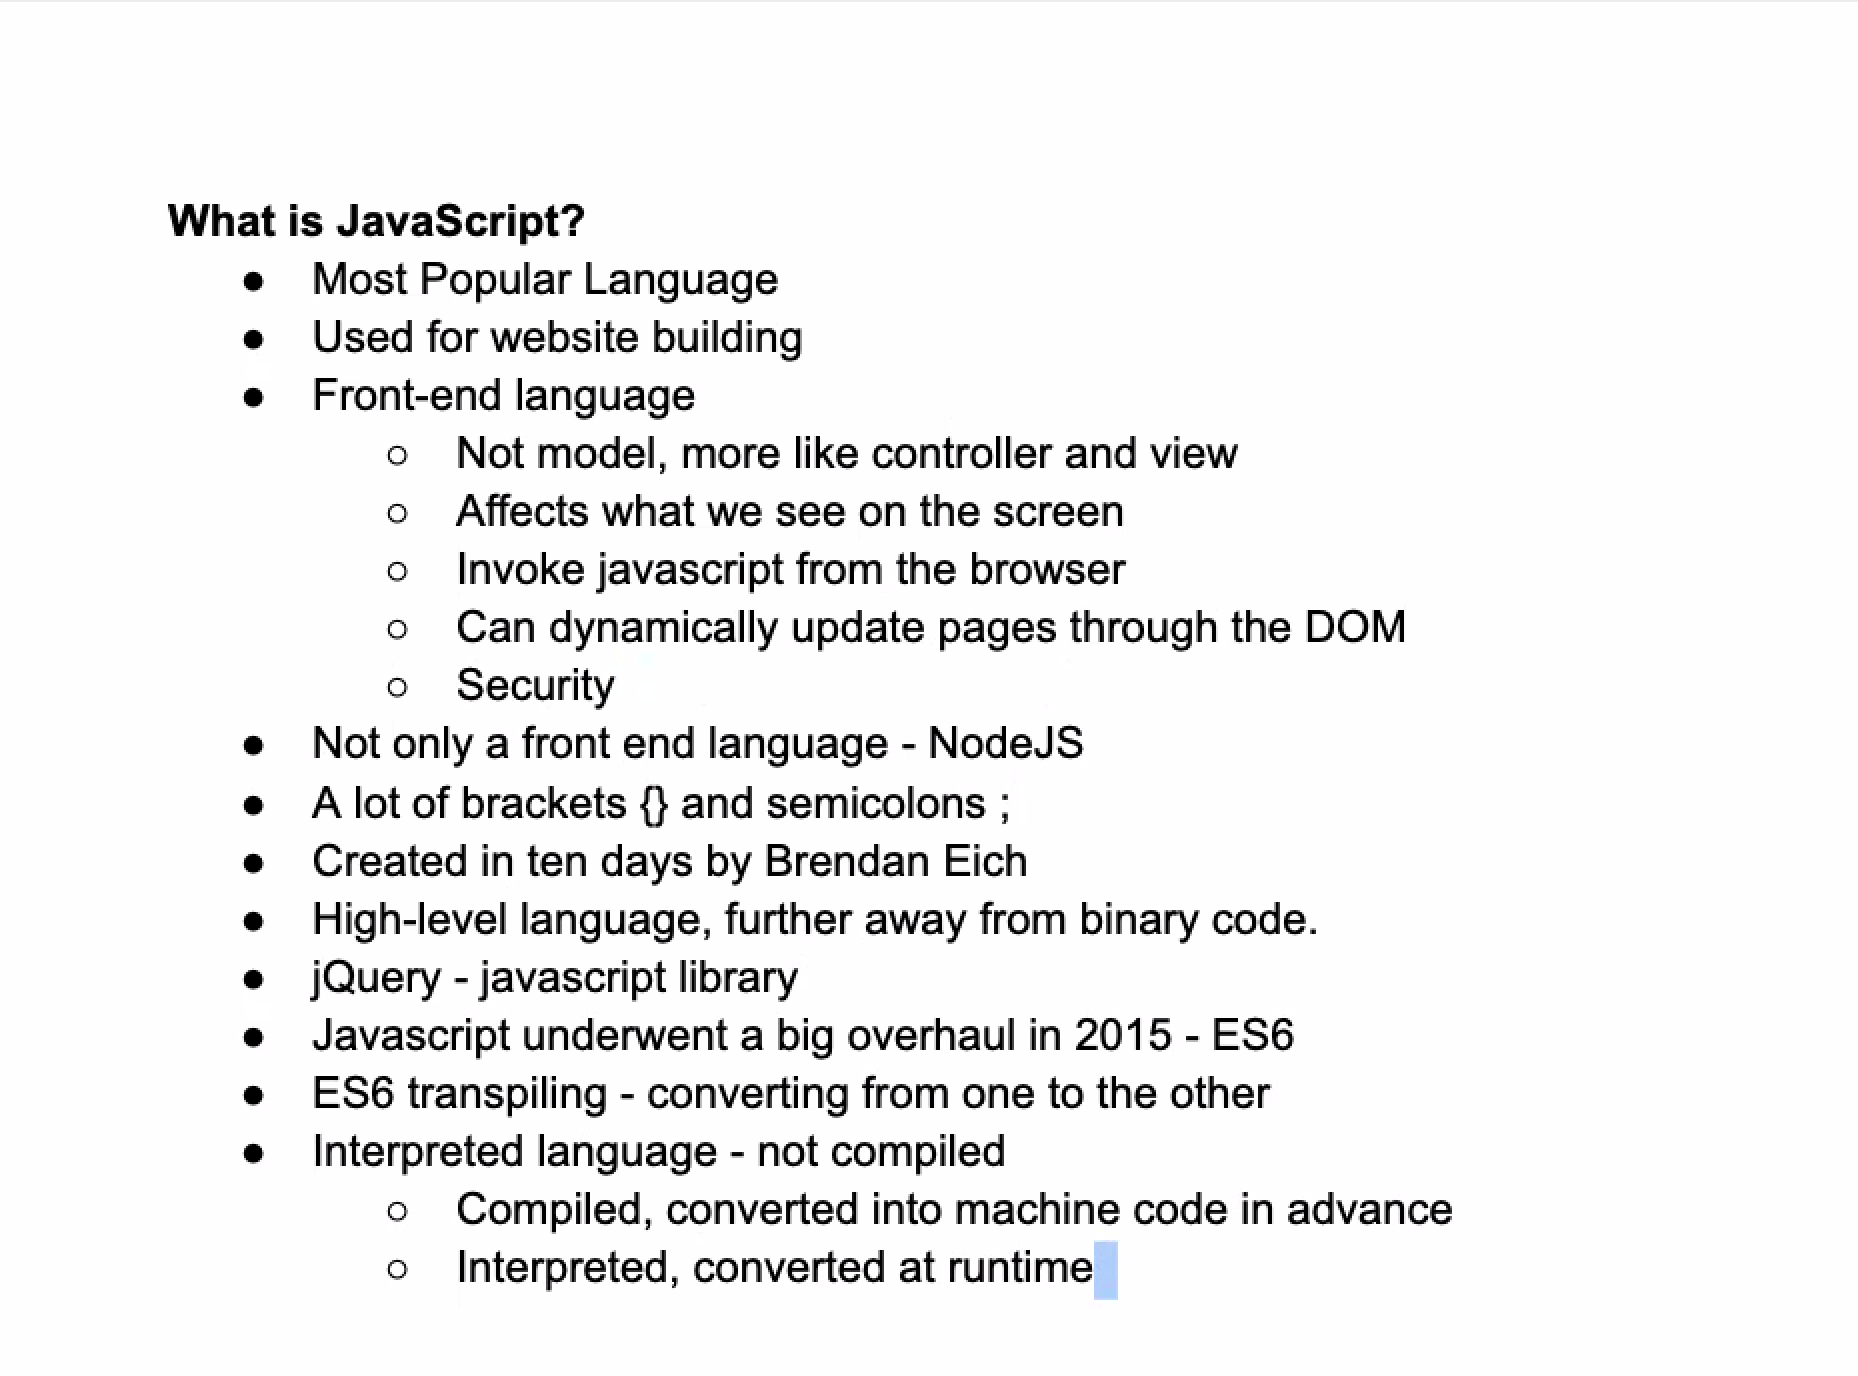 What is JavaScript?
● Most Popular Language
● Used for website building
● Front-end language
○ Not model, more like controller and view
○ Affects what we see on the screen
○ Invoke javascript from the browser
○ Can dynamically update pages through the DOM
○ Security
● Not only a front end language - NodeJS
● A lot of brackets {} and semicolons ;
● Created in ten days by Brendan Eich
● High-level language, further away from binary code.
● jQuery - javascript library
● Javascript underwent a big overhaul in 2015 - ES6
● ES6 transpiling - converting from one to the other
● Interpreted language - not compiled
○ Compiled, converted into machine code in advance
○ Interpreted, converted at runtime